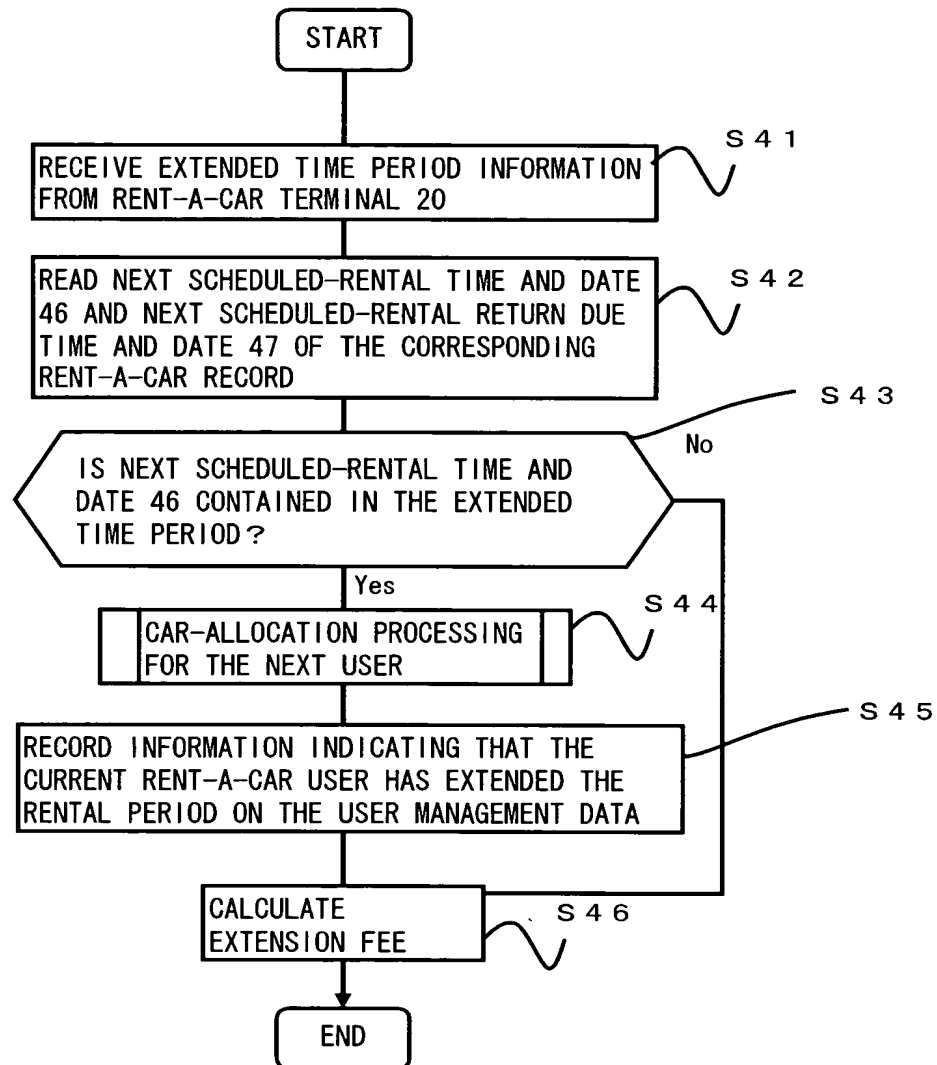 START
S41
RECEIVE EXTENDED TIME PERIOD INFORMATION
FROM RENT-A-CAR TERMINAL 20
READ NEXT SCHEDULED-RENTAL TIME AND DATE
46 AND NEXT SCHEDULED-RENTAL RETURN DUE
TIME AND DATE 47 OF THE CORRESPONDING
RENT-A-CAR RECORD
S42
S43
No
IS NEXT SCHEDULED-RENTAL TIME AND
DATE 46 CONTAINED IN THE EXTENDED
TIME PERIOD?
Yes
S44
CAR-ALLOCATION PROCESSING
FOR THE NEXT USER
S45
RECORD INFORMATION INDICATING THAT THE
CURRENT RENT-A-CAR USER HAS EXTENDED THE
RENTAL PERIOD ON THE USER MANAGEMENT DATA
CALCULATE
EXTENSION FEE
S46
END